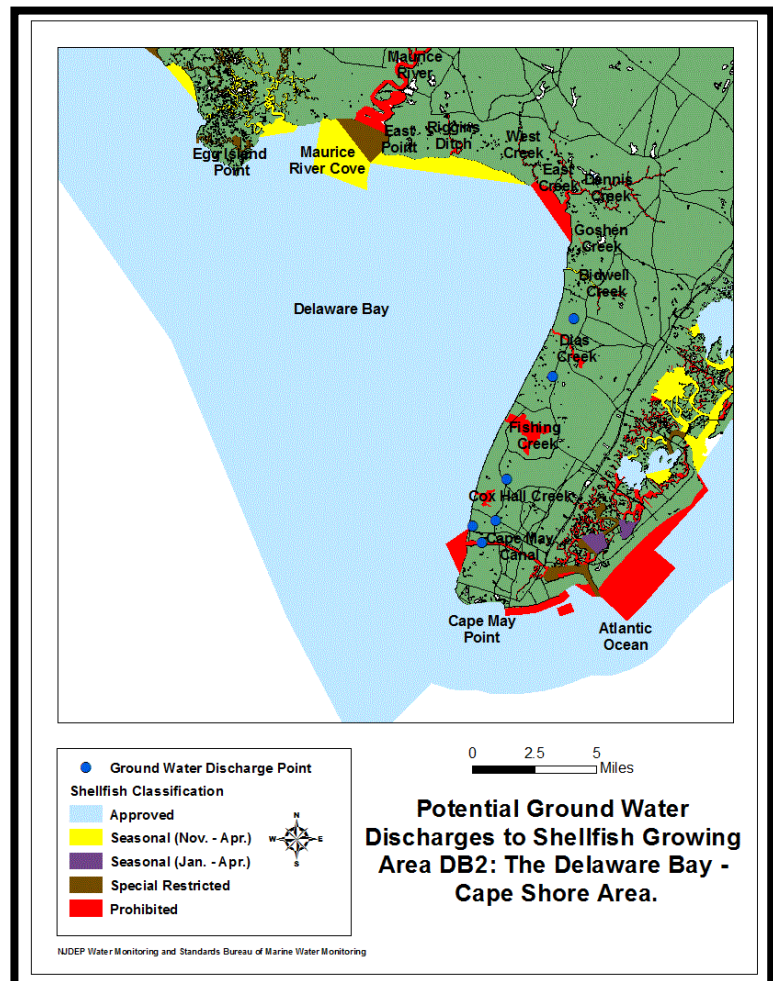 Maurice
River
East
Point
Riggins
Ditch
West
Creek
Egg Island
Point
Maurice
River Cove
East
Creek
Dennis
Creek
Goshen
Creek
Bidwell
Creek
Delaware Bay
Dias
Creek
Fishing
Creek
Cox Hall Creek
Cape May
Canal
Cape May
Point
Atlantic
Ocean
0 2.5 5
Miles
Ground Water Discharge Point
Shellfish Classification
Approved
Seasonal (Nov. - Apr.)
Seasonal (Jan. - Apr.)
Special Restricted
Prohibited
N
W E
S
Potential Ground Water
Discharges to Shellfish Growing
Area DB2: The Delaware Bay -
Cape Shore Area.
NJDEP Water Monitoring and Standards Bureau of Marine Water Monitoring